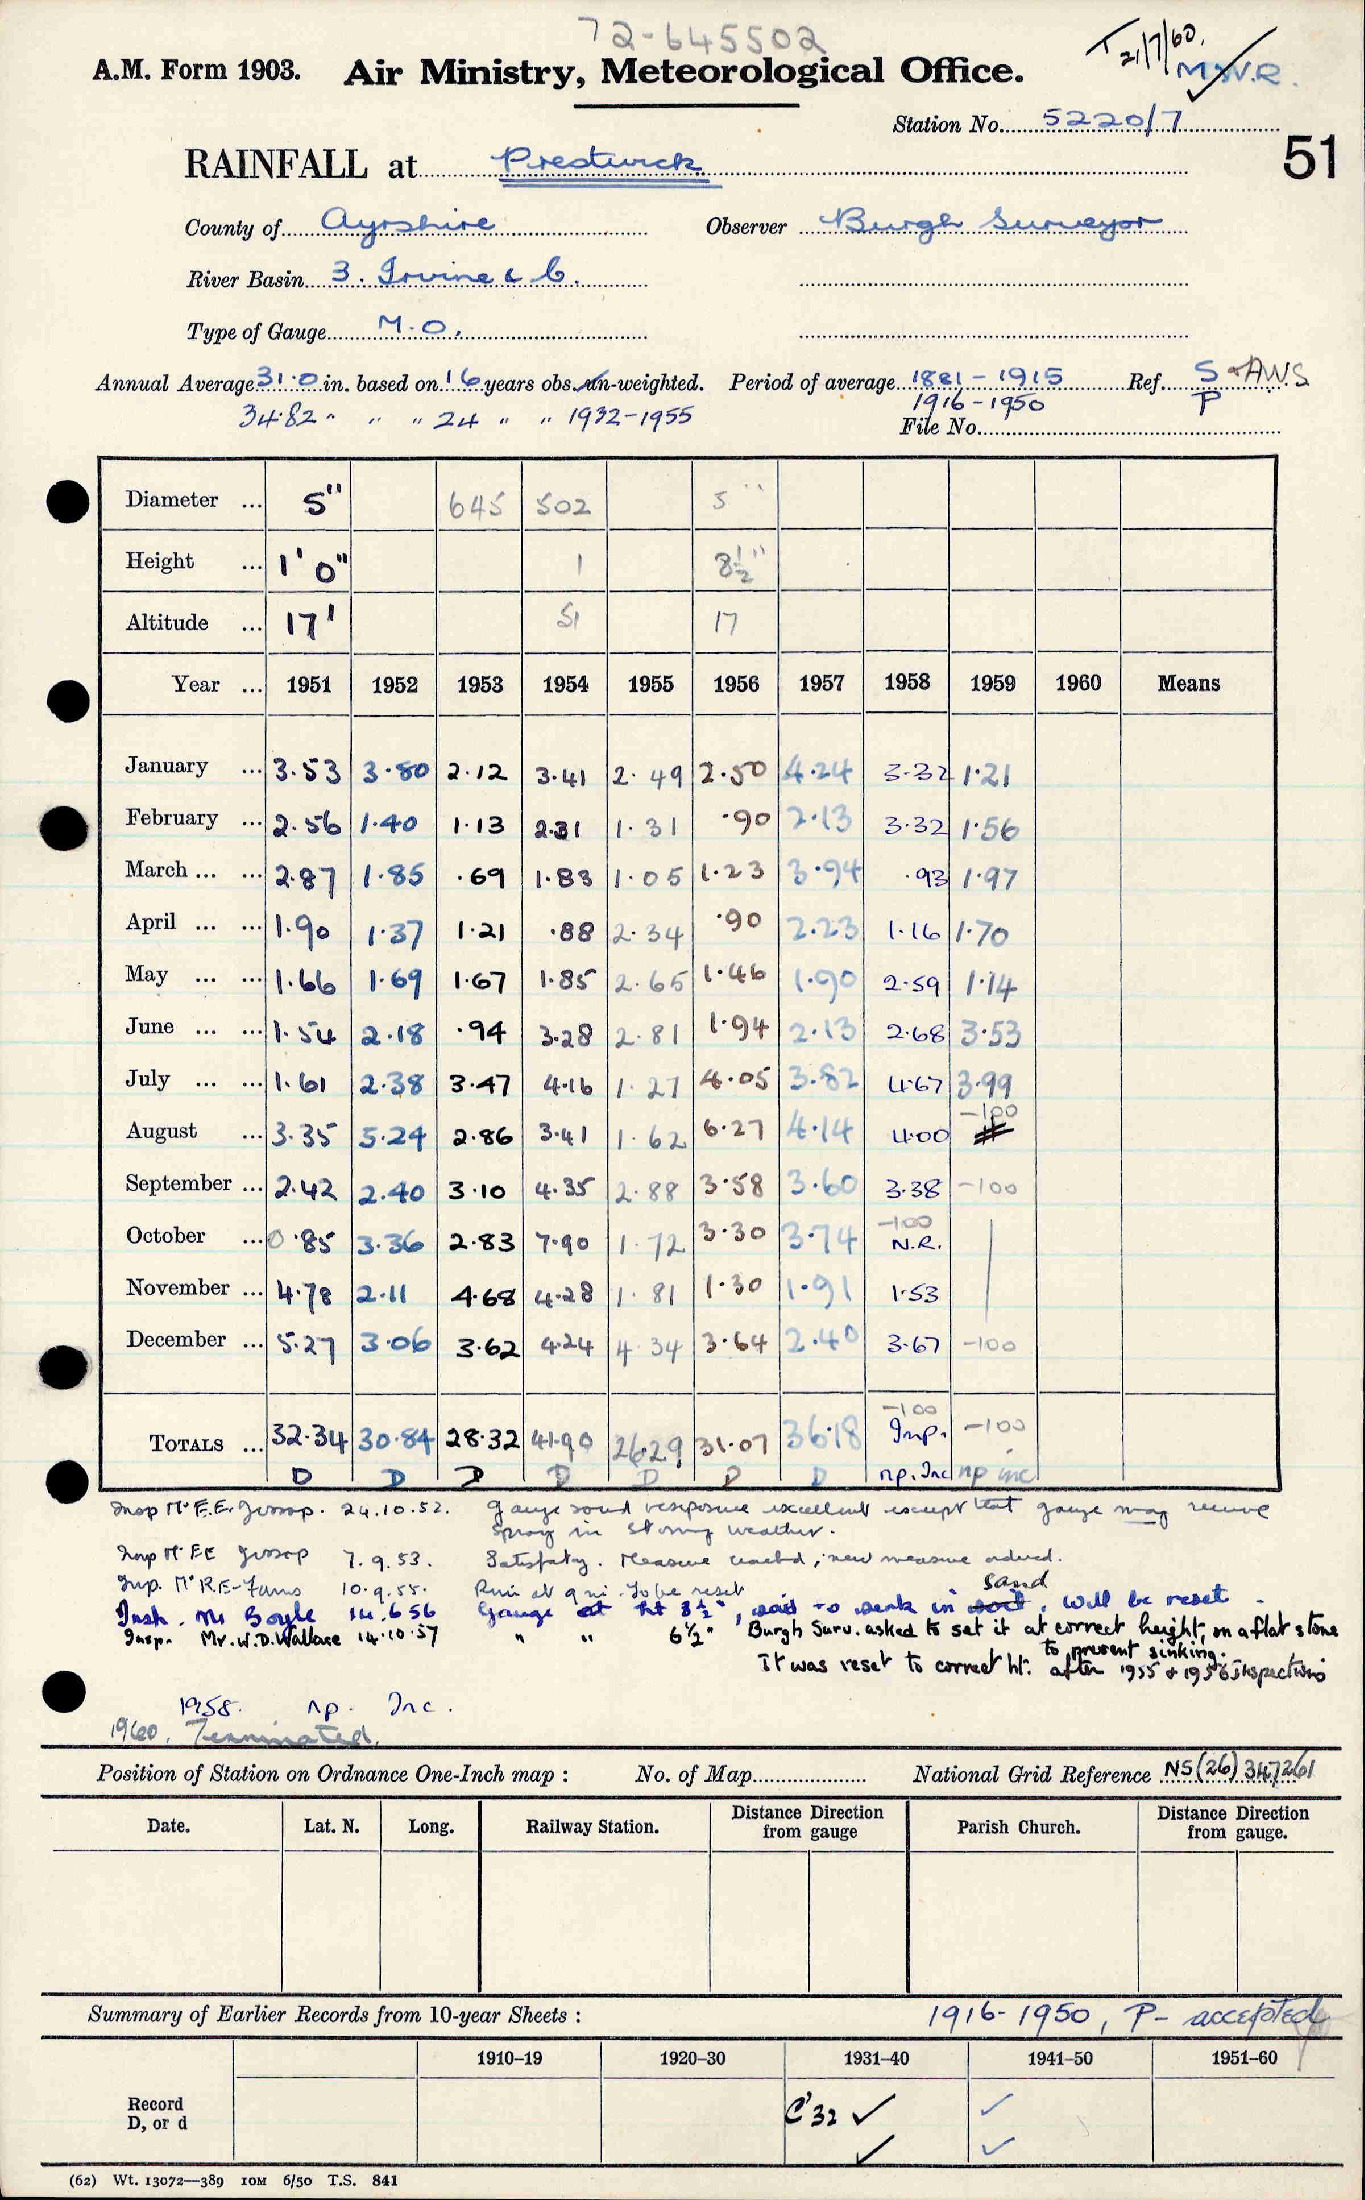 72-645502
T 21/7/60.
M.W.R.
A.M. Form 1903. Air Ministry, Meteorological Office.
Station No. 5220/7
51
RAINFALL at Prestwick
County of Ayrshire Observer Burgh Surveyor
River Basin 3. Irvine & C.
Type of Gauge M.O.
Annual Average 31.0 in. based on 16 years obs. un-weighted. Period of average 1881-1915 Ref. S & AWS
34.82 " " " 24 " " 1932-1955 1916-1950 P
File No.
Diameter ... 5" 645 502 5"
Height ... 1' 0" 1 8½"
Altitude ... 17' 51 17
Year ... 1951 1952 1953 1954 1955 1956 1957 1958 1959 1960 Means
January ... 3.53 3.80 2.12 3.41 2.49 2.50 4.24 3.32 1.21
February ... 2.56 1.40 1.13 2.31 1.31 .90 2.13 3.32 1.56
March ... ... 2.87 1.85 .69 1.83 1.05 1.23 3.94 .93 1.97
April ... ... 1.90 1.37 1.21 .88 2.34 .90 2.23 1.16 1.70
May ... ... 1.66 1.69 1.67 1.85 2.65 1.46 1.90 2.59 1.14
June ... ... 1.54 2.18 .94 3.28 2.81 1.94 2.13 2.68 3.53
July ... ... 1.61 2.38 3.47 4.16 1.27 4.05 3.82 4.67 3.99
August ... 3.35 5.24 2.86 3.41 1.62 6.27 4.14 4.00 -100
September ... 2.42 2.40 3.10 4.35 2.88 3.58 3.60 3.38 -100
October ... 0.85 3.36 2.83 7.90 1.72 3.30 3.74 -100 N.R.
November ... 4.78 2.11 4.68 4.28 1.81 1.30 1.91 1.53
December ... 5.27 3.06 3.62 4.24 4.34 3.64 2.40 3.67 -100
TOTALS ... 32.34 30.84 28.32 41.90 26.29 31.07 36.18 -100 Inp. -100
D D D D D D D np. Inc np inc
Insp Mr E.E. Jessop. 24.10.52. Gauge sound exposure excellent except that gauge may receive
spray in stormy weather.
Insp Mr EE Jessop 7.9.53. Satisfactory. Measure cracked, new measure ordered.
Insp. Mr R.E. 10.9.55. Rim at 9 ins. To be reset
Insp. Mr Boyle 14.6.56 Gauge at ht 8½", said to sink in sand, will be reset.
Insp. Mr. W.D. Wallace 14.10.57 " " 6½" Burgh Surv. asked to set it at correct height, on a flat stone
to prevent sinking.
It was reset to correct ht. after 1955 & 1956 inspections
1958. np. Inc.
1960. Terminated.
Position of Station on Ordnance One-Inch map : No. of Map National Grid Reference NS(26)347261
Date. Lat. N. Long. Railway Station. Distance Direction from gauge Parish Church. Distance Direction from gauge.
Summary of Earlier Records from 10-year Sheets : 1916-1950, P- accepted
1910–19 1920–30 1931–40 1941–50 1951–60
Record C'32 ✓ ✓
D, or d ✓ ✓
(62) Wt. 13072—389 10M 6/50 T.S. 841